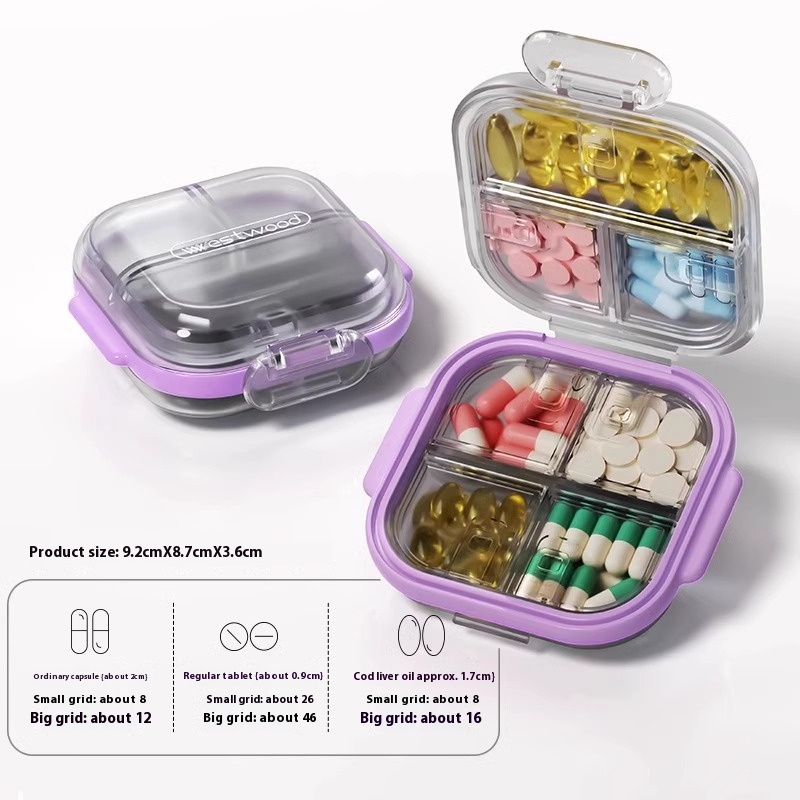 westwood
Product size: 9.2cmX8.7cmX3.6cm
Ordinary capsule (about 2cm)
Small grid: about 8
Big grid: about 12
Regular tablet (about 0.9cm)
Small grid: about 26
Big grid: about 46
Cod liver oil approx. 1.7cm)
Small grid: about 8
Big grid: about 16